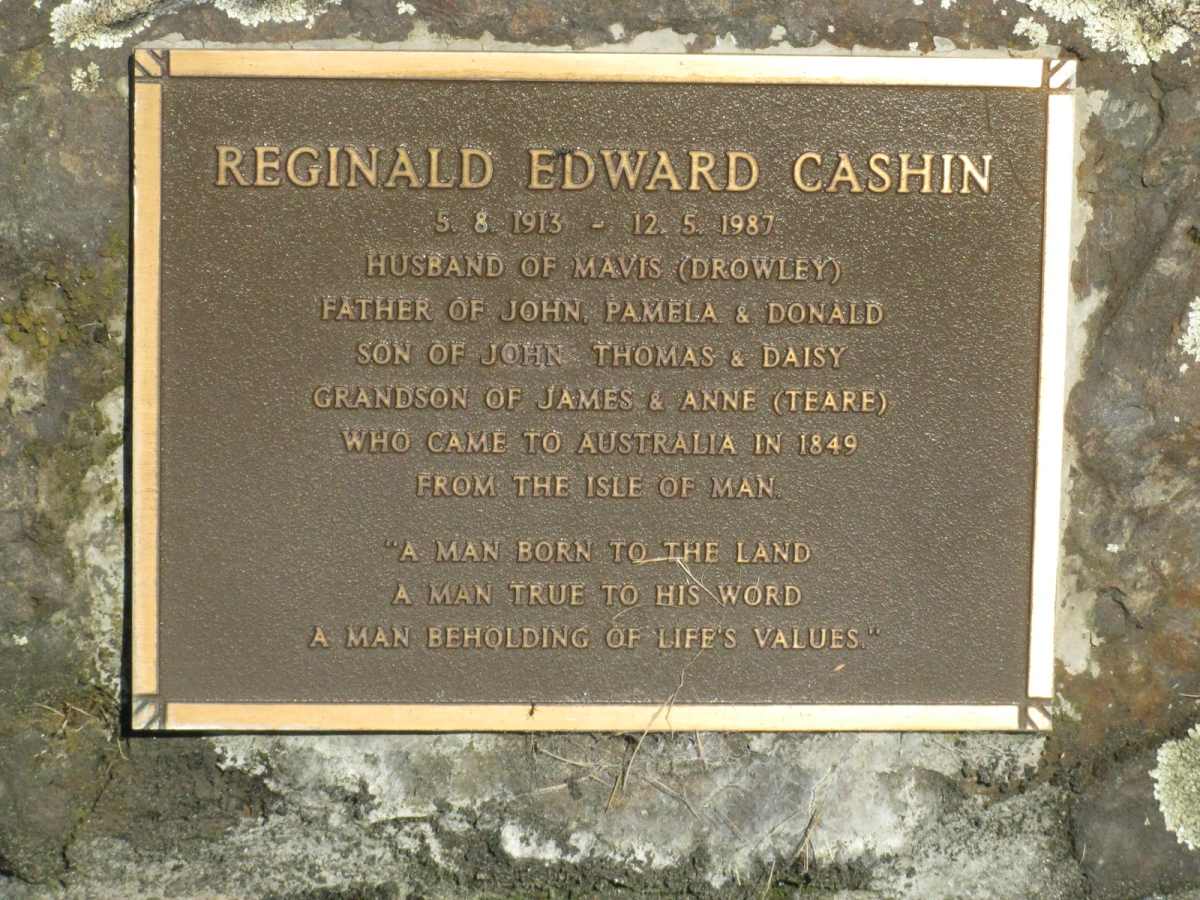 REGINALD EDWARD CASHIN
5. 8. 1913 - 12. 5. 1987
HUSBAND OF MAVIS (DROWLEY)
FATHER OF JOHN, PAMELA & DONALD
SON OF JOHN THOMAS & DAISY
GRANDSON OF JAMES & ANNE (TEARE)
WHO CAME TO AUSTRALIA IN 1849
FROM THE ISLE OF MAN.
"A MAN BORN TO THE LAND
A MAN TRUE TO HIS WORD
A MAN BEHOLDING OF LIFE'S VALUES."